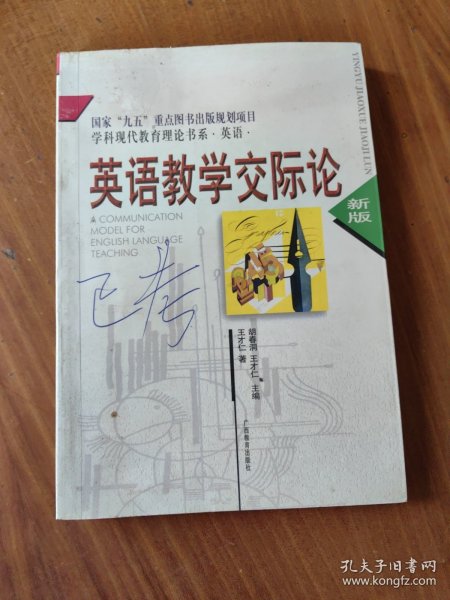 YINGYU JIAOXUE JIAOJI LUN
国家“九五”重点图书出版规划项目
学科现代教育理论书系·英语·
英语教学交际论
新版
A COMMUNICATION
MODEL FOR
ENGLISH LANGUAGE
TEACHING
胡春洞 王才仁 主编
王才仁 著
广西教育出版社
孔夫子旧书网
www.kongfz.com